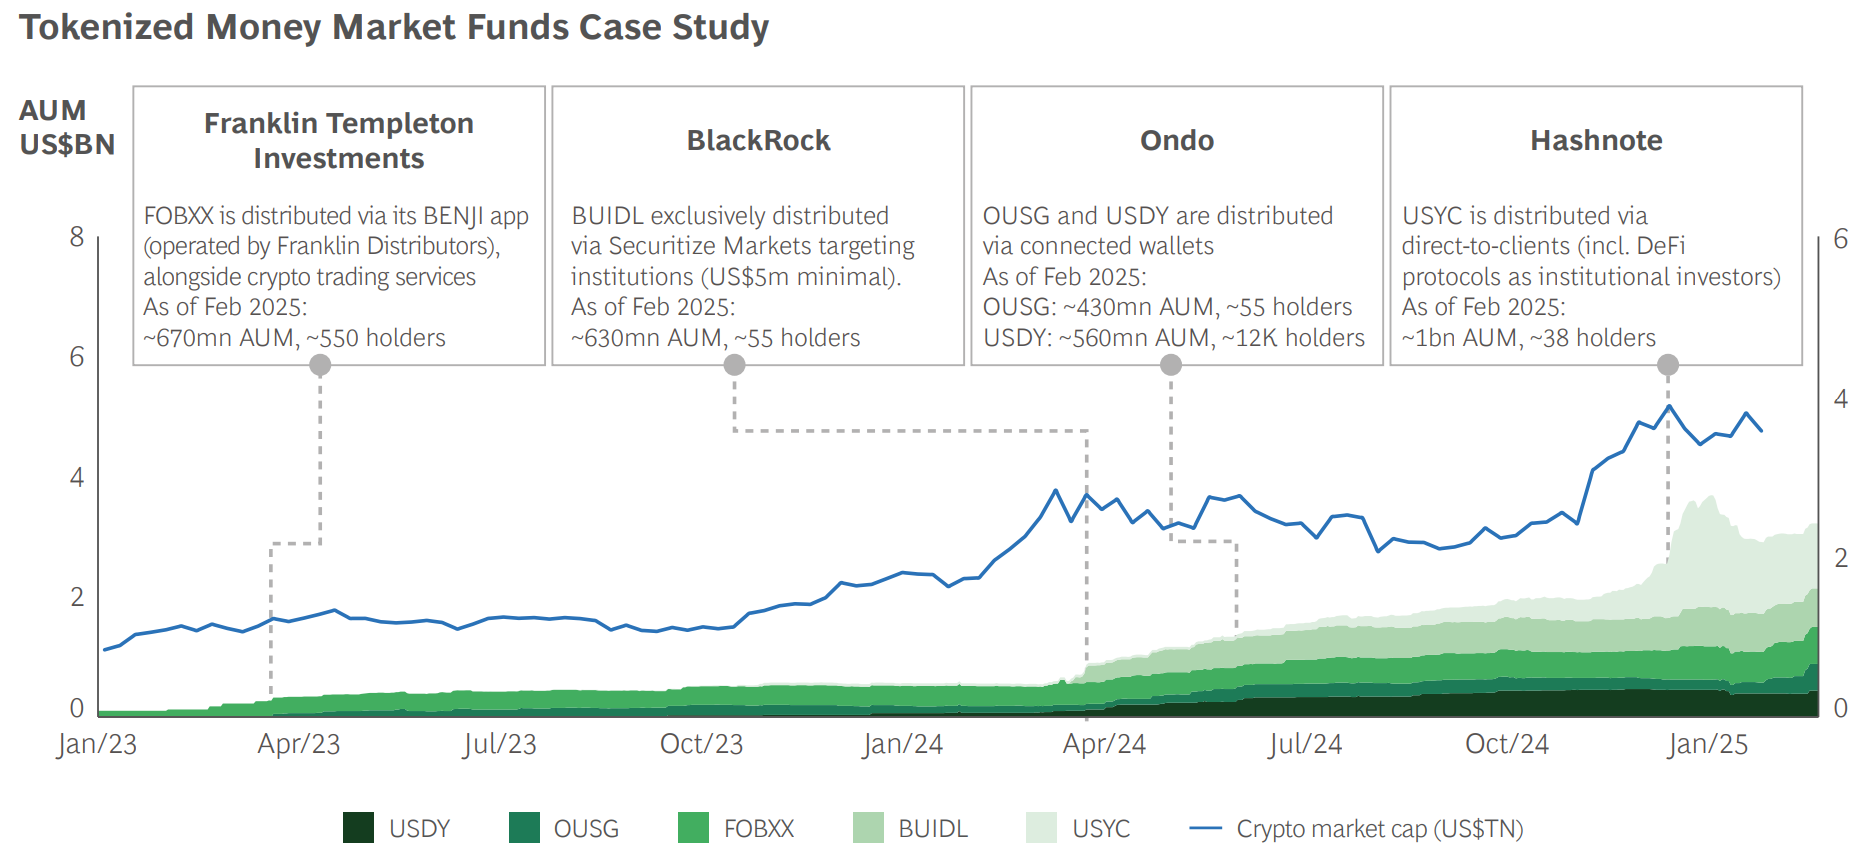 Tokenized Money Market Funds Case Study
AUM
US$BN
Franklin Templeton
Investments
FOBXX is distributed via its BENJI app
(operated by Franklin Distributors),
alongside crypto trading services
As of Feb 2025:
~670mn AUM, ~550 holders
BlackRock
BUIDL exclusively distributed
via Securitize Markets targeting
institutions (US$5m minimal).
As of Feb 2025:
~630mn AUM, ~55 holders
Ondo
OUSG and USDY are distributed
via connected wallets
As of Feb 2025:
OUSG: ~430mn AUM, ~55 holders
USDY: ~560mn AUM, ~12K holders
Hashnote
USYC is distributed via
direct-to-clients (incl. DeFi
protocols as institutional investors)
As of Feb 2025:
~1bn AUM, ~38 holders
8
6
4
2
0
6
4
2
0
Jan/23 Apr/23 Jul/23 Oct/23 Jan/24 Apr/24 Jul/24 Oct/24 Jan/25
USDY OUSG FOBXX BUIDL USYC Crypto market cap (US$TN)